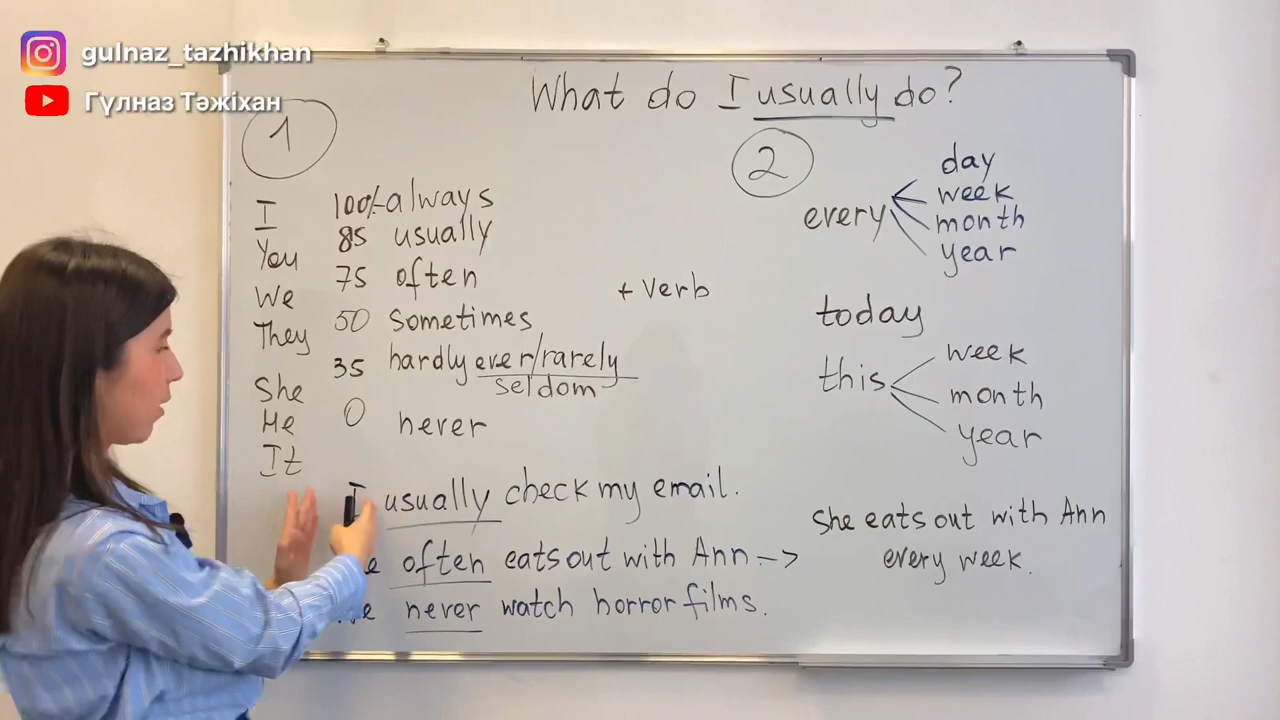 gulnaz_tazhikhan
Гүлназ Тәжіхан
What do I usually do?
1
I
You
We
They
She
He
It
100%-always
85 usually
75 often
50 sometimes
35 hardly ever/rarely
seldom
0 never
+ verb
I usually check my email.
often eats out with Ann. ->
never watch horror films.
2
every
day
week
month
year
today
this
week
month
year
She eats out with Ann
every week.